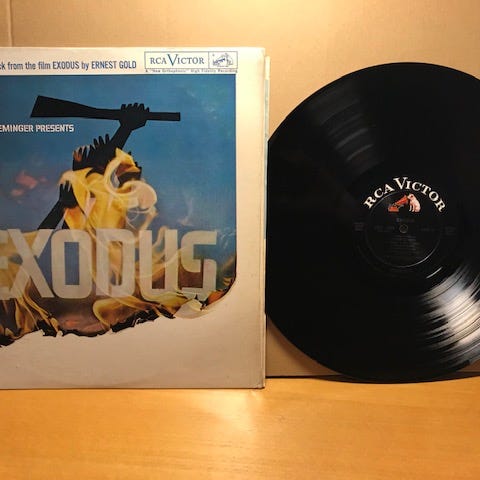 ck from the film EXODUS by ERNEST GOLD
RCA VICTOR
A "New Orthophonic" High Fidelity Recording
EMINGER PRESENTS
EXODUS
RCA VICTOR